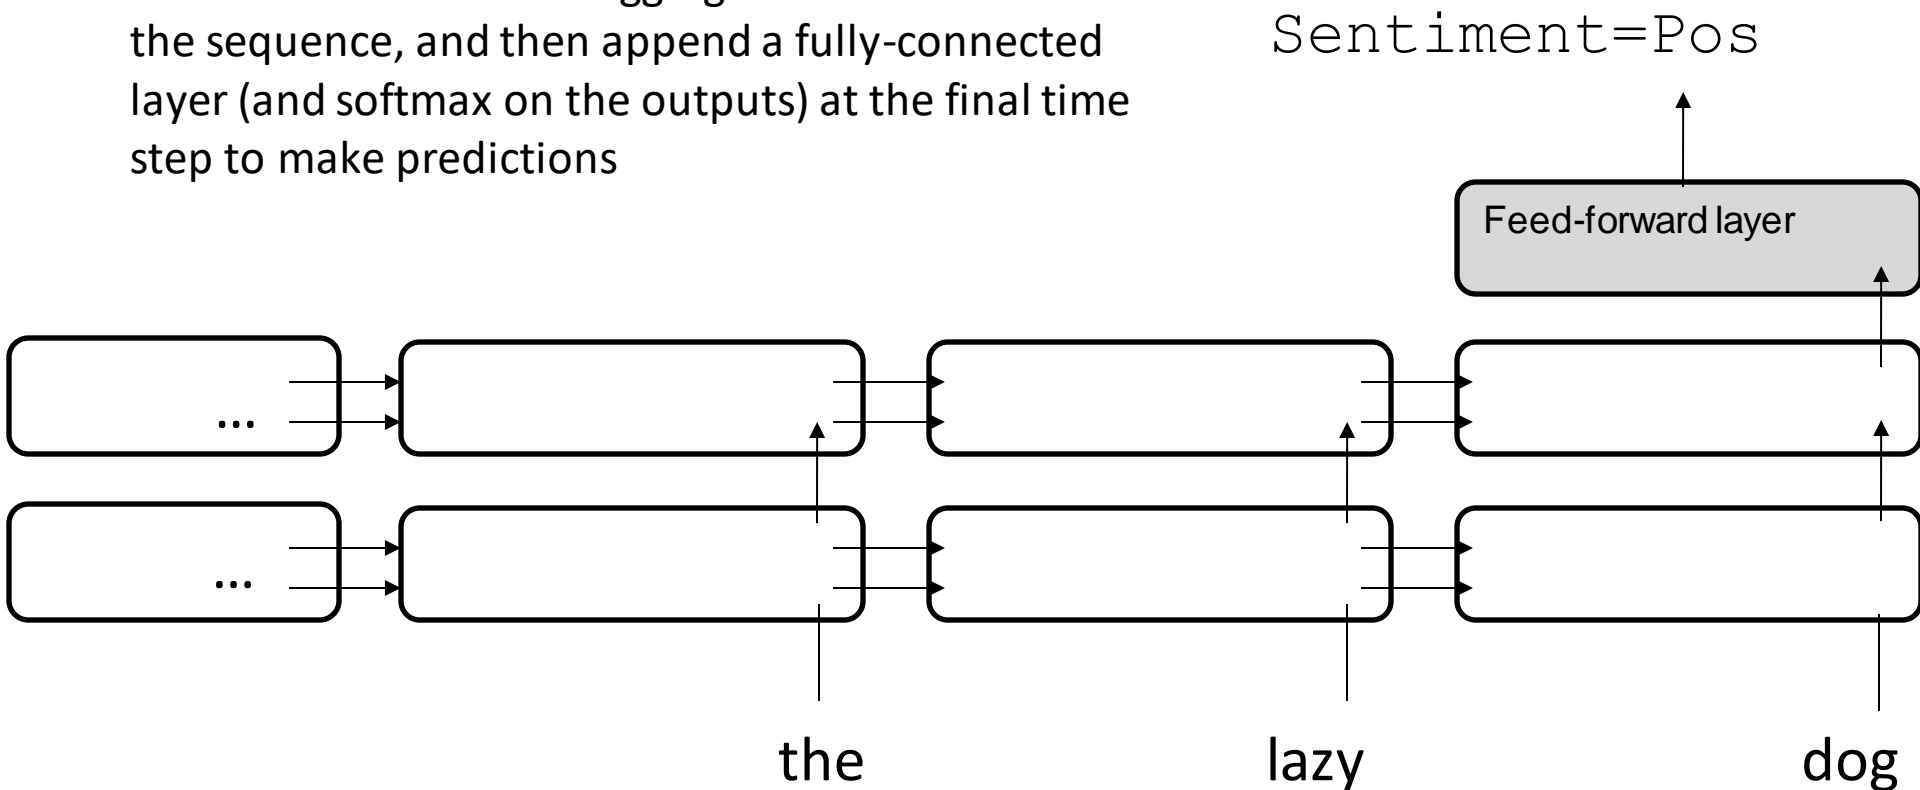 the sequence, and then append a fully-connected
layer (and softmax on the outputs) at the final time
step to make predictions
Sentiment=Pos
Feed-forward layer
...
...
the lazy dog